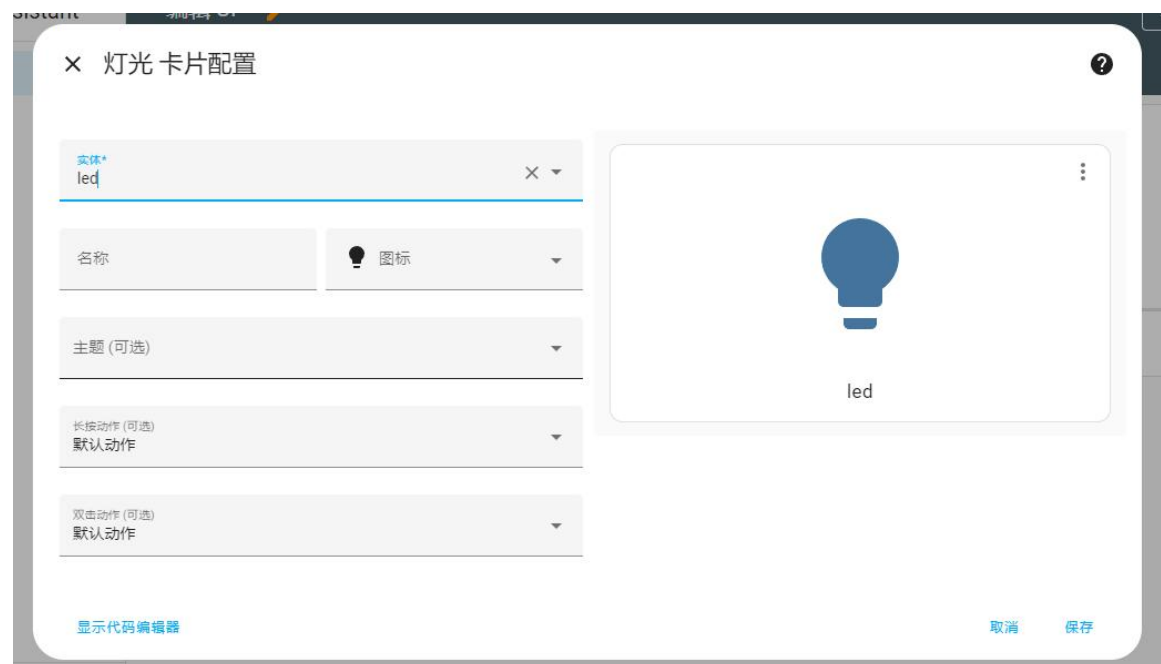 灯光 卡片配置
实体*
led
名称
图标
主题 (可选)
长按动作 (可选)
默认动作
双击动作 (可选)
默认动作
led
显示代码编辑器
取消
保存